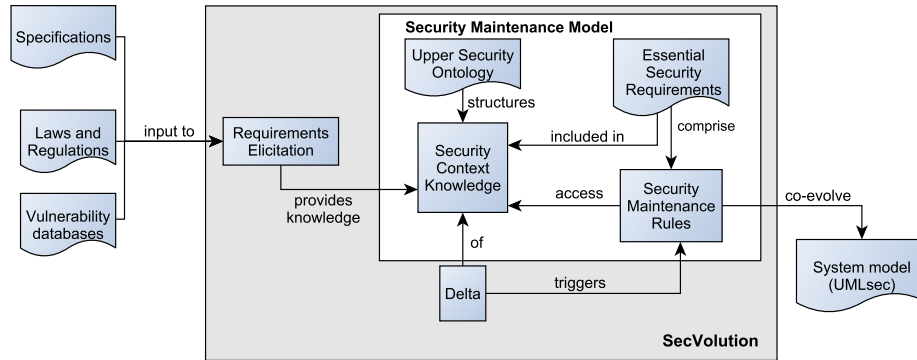 Specifications
Laws and
Regulations
Vulnerability
databases
input to
Requirements
Elicitation
provides
knowledge
Security Maintenance Model
Upper Security
Ontology
structures
Essential
Security
Requirements
included in
comprise
Security
Context
Knowledge
access
Security
Maintenance
Rules
co-evolve
of
Delta
triggers
System model
(UMLsec)
SecVolution